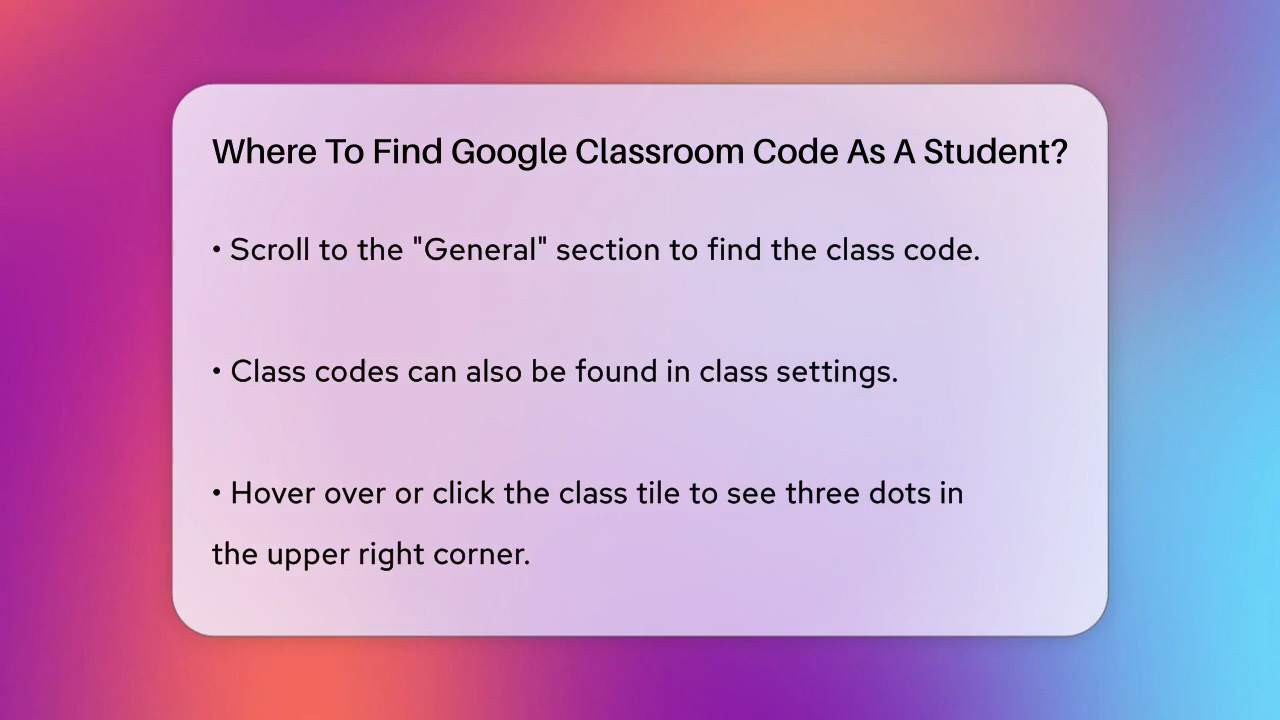 Where To Find Google Classroom Code As A Student?
• Scroll to the "General" section to find the class code.
• Class codes can also be found in class settings.
• Hover over or click the class tile to see three dots in
the upper right corner.